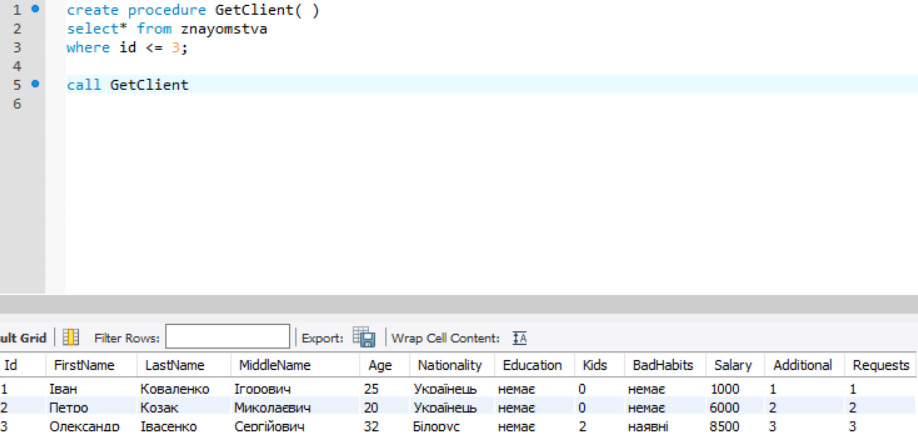 1 create procedure GetClient( )
2 select* from znayomstva
3 where id <= 3;
4
5 call GetClient
6
ult Grid Filter Rows: Export: Wrap Cell Content:
Id FirstName LastName MiddleName Age Nationality Education Kids BadHabits Salary Additional Requests
1 Іван Коваленко Ігорович 25 Українець немає 0 немає 1000 1 1
2 Петро Козак Миколаєвич 20 Українець немає 0 немає 6000 2 2
3 Олександр Івасенко Сергійович 32 Білорус немає 2 наявні 8500 3 3